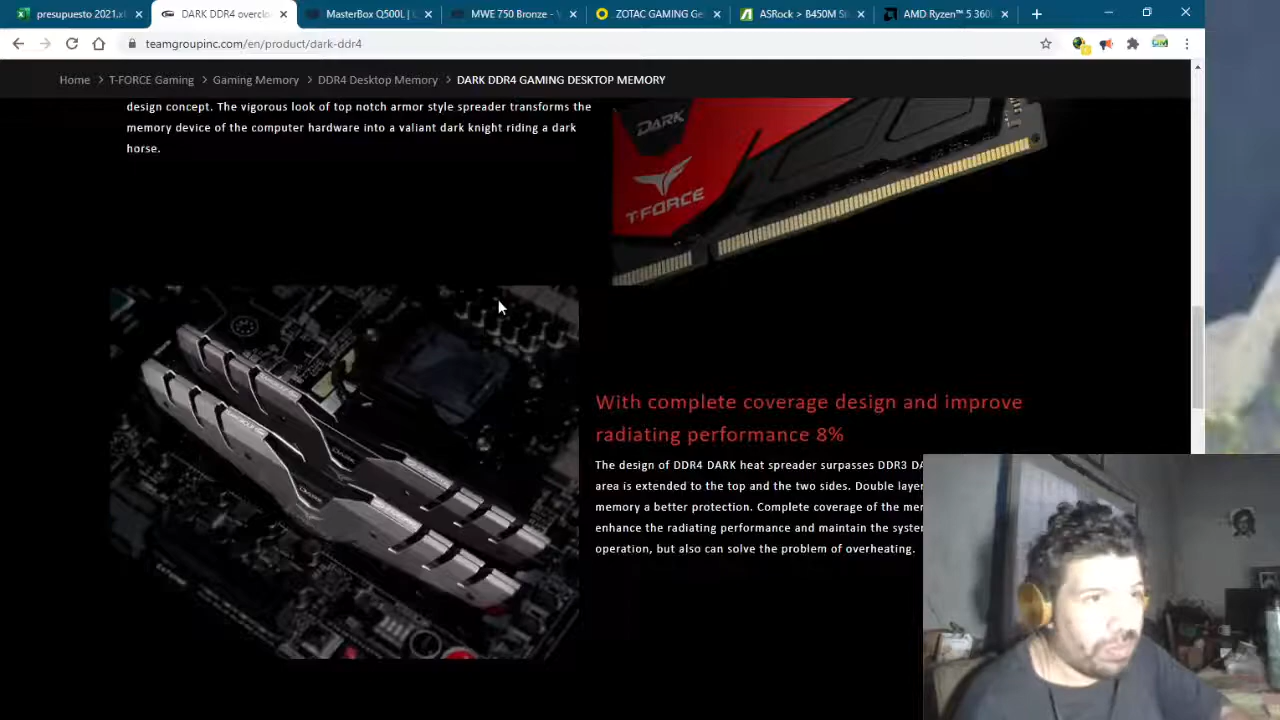 presupuesto 2021.x
DARK DDR4 overclo
MasterBox Q500L |
MWE 750 Bronze - V
ZOTAC GAMING Ge
ASRock > B450M S
AMD Ryzen™ 5 360
teamgroupinc.com/en/product/dark-ddr4
Home > T-FORCE Gaming > Gaming Memory > DDR4 Desktop Memory > DARK DDR4 GAMING DESKTOP MEMORY
design concept. The vigorous look of top notch armor style spreader transforms the
memory device of the computer hardware into a valiant dark knight riding a dark
horse.
DARK
T-FORCE
With complete coverage design and improve
radiating performance 8%
The design of DDR4 DARK heat spreader surpasses DDR3 DA
area is extended to the top and the two sides. Double layer
memory a better protection. Complete coverage of the mer
enhance the radiating performance and maintain the system
operation, but also can solve the problem of overheating.
DARK
DARK